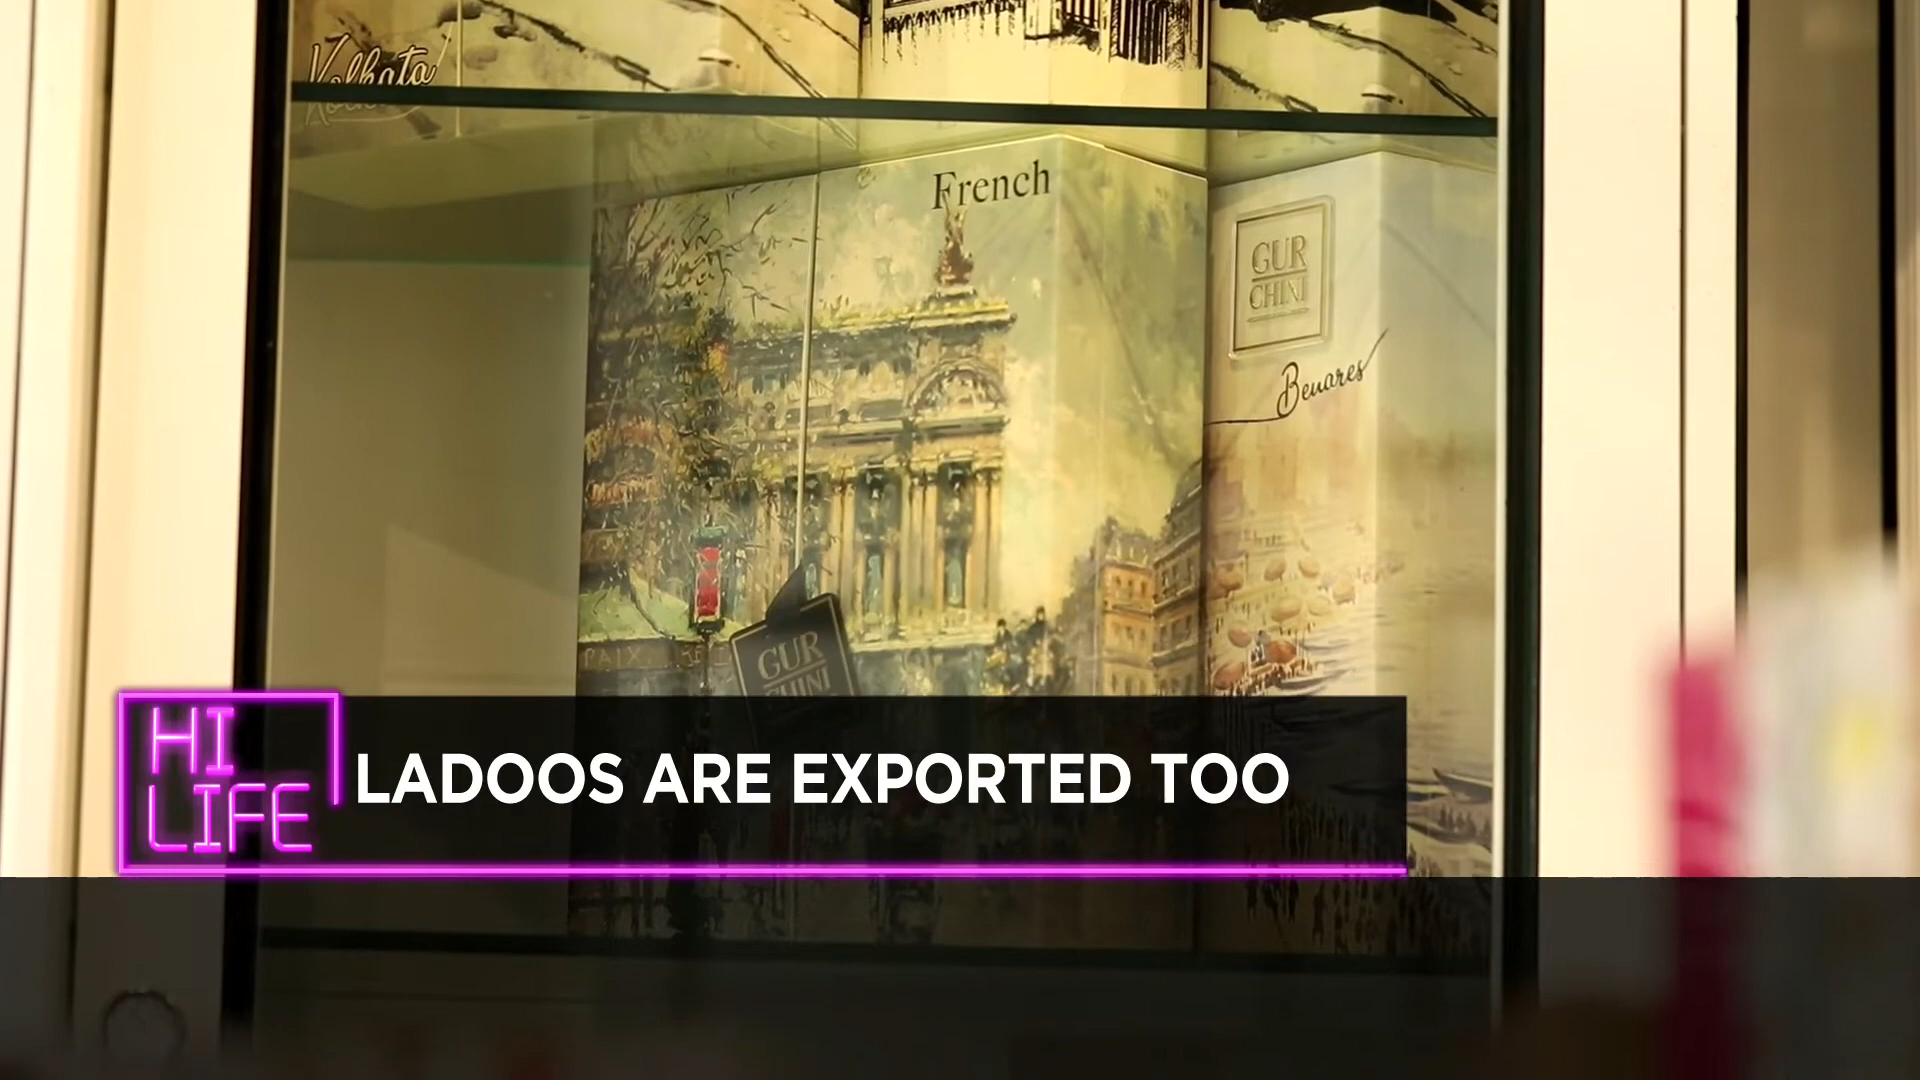 Kolkata
French
GUR
CHINI
Benares
GUR
CHINI
HI
LIFE
LADOOS ARE EXPORTED TOO